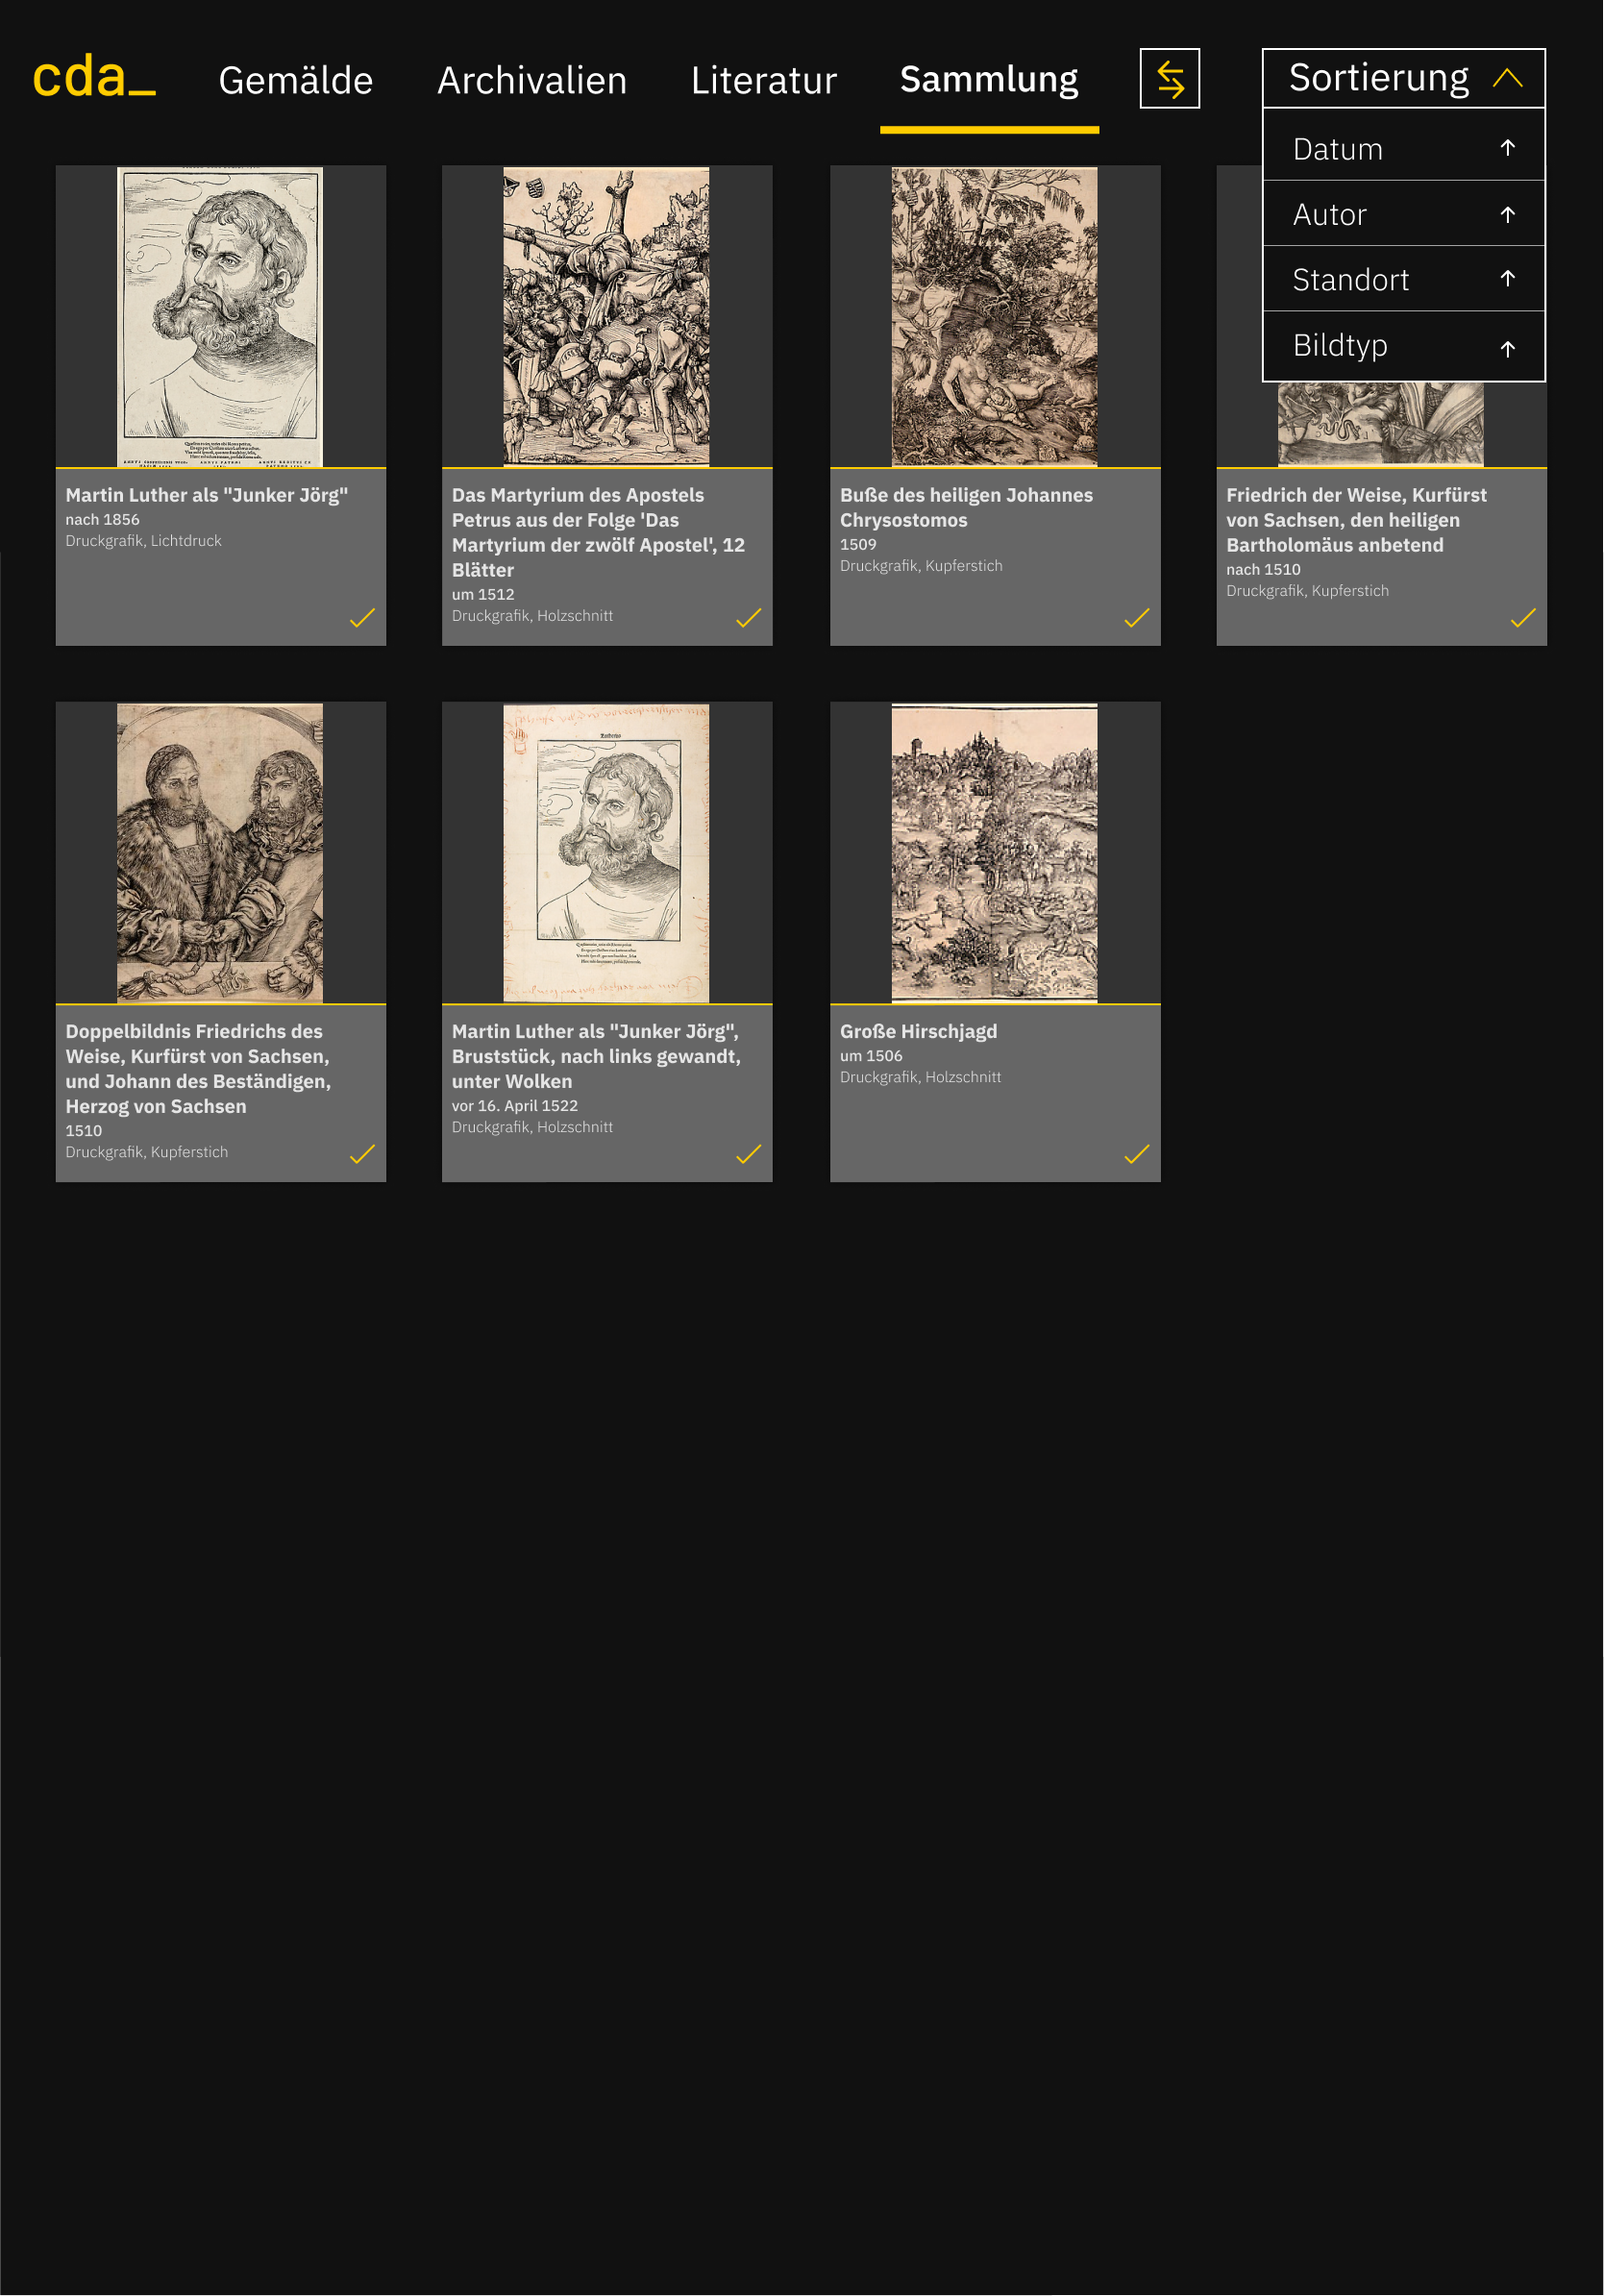 cda_
Gemälde
Archivalien
Literatur
Sammlung
Sortierung
Datum
Autor
Standort
Bildtyp
Martin Luther als "Junker Jörg"
nach 1856
Druckgrafik, Lichtdruck
Das Martyrium des Apostels
Petrus aus der Folge 'Das
Martyrium der zwölf Apostel', 12
Blätter
um 1512
Druckgrafik, Holzschnitt
Buße des heiligen Johannes
Chrysostomos
1509
Druckgrafik, Kupferstich
Friedrich der Weise, Kurfürst
von Sachsen, den heiligen
Bartholomäus anbetend
nach 1510
Druckgrafik, Kupferstich
Doppelbildnis Friedrichs des
Weise, Kurfürst von Sachsen,
und Johann des Beständigen,
Herzog von Sachsen
1510
Druckgrafik, Kupferstich
Martin Luther als "Junker Jörg",
Bruststück, nach links gewandt,
unter Wolken
vor 16. April 1522
Druckgrafik, Holzschnitt
Große Hirschjagd
um 1506
Druckgrafik, Holzschnitt